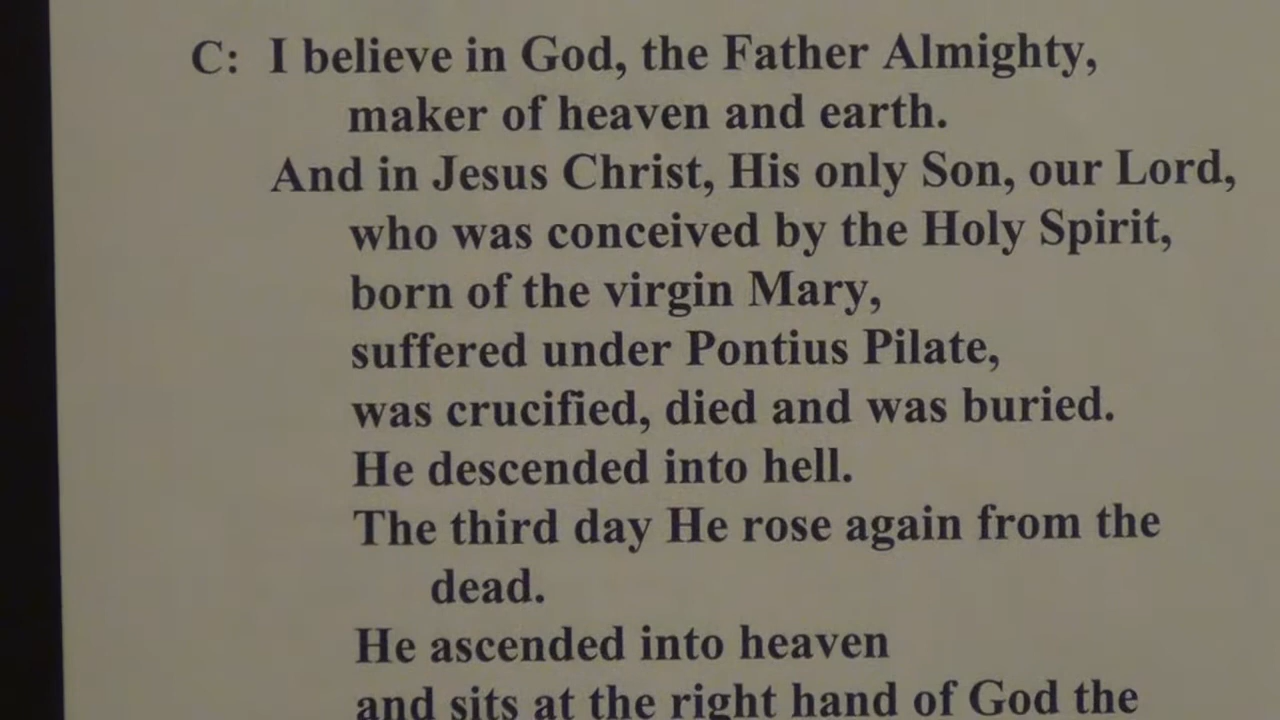 C: I believe in God, the Father Almighty,
maker of heaven and earth.
And in Jesus Christ, His only Son, our Lord,
who was conceived by the Holy Spirit,
born of the virgin Mary,
suffered under Pontius Pilate,
was crucified, died and was buried.
He descended into hell.
The third day He rose again from the
dead.
He ascended into heaven
and sits at the right hand of God the